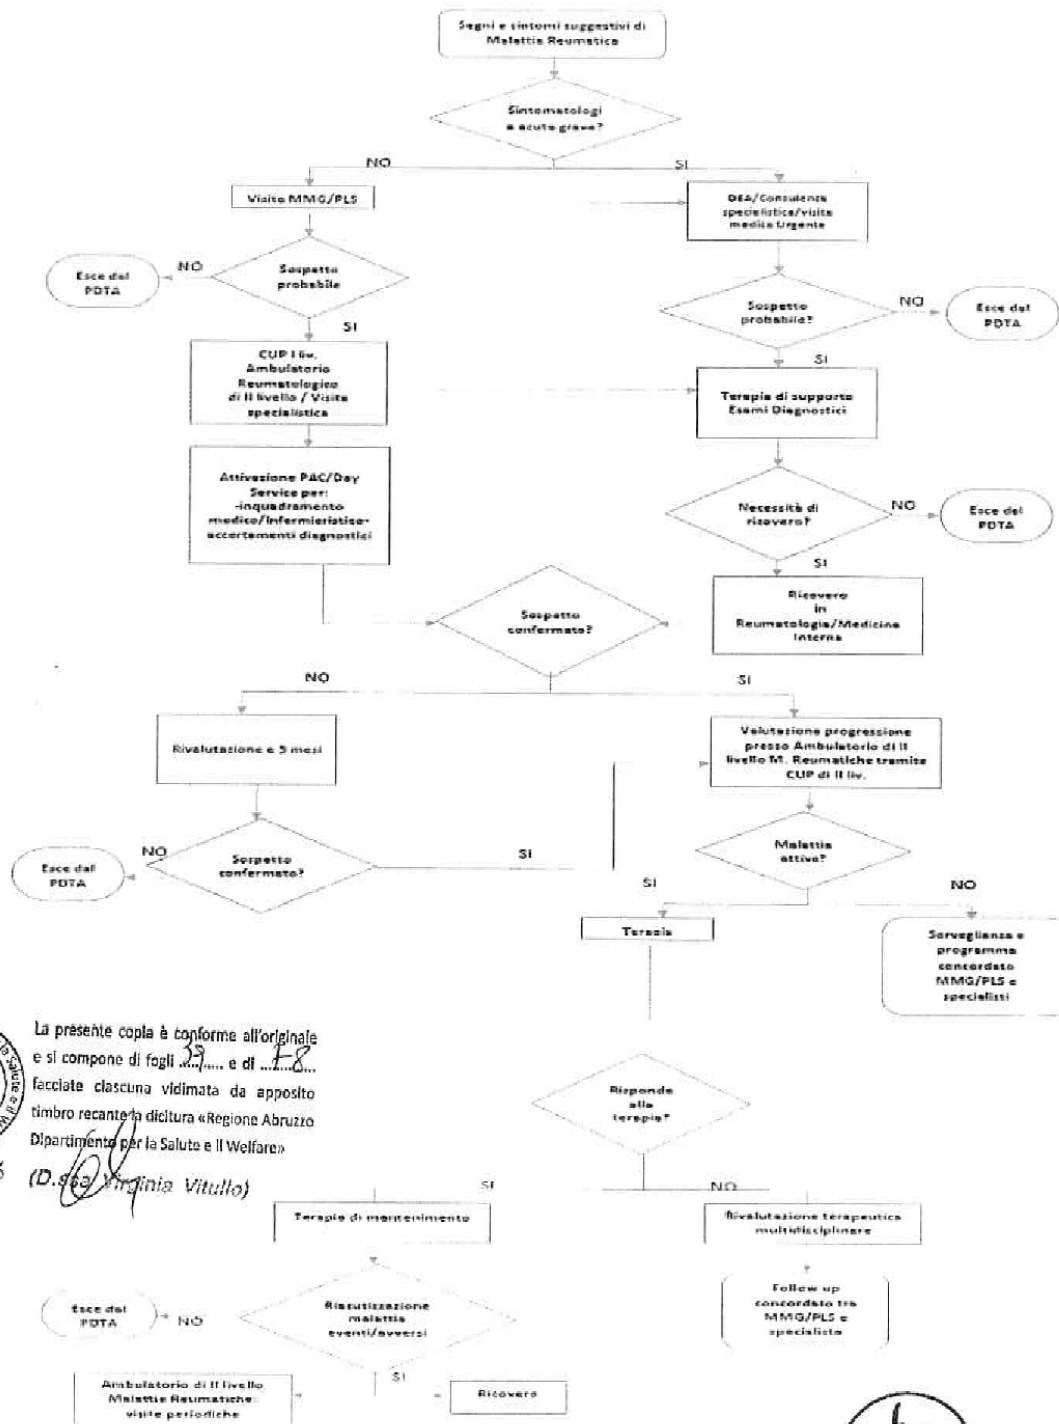 Segni e sintomi suggestivi di
Malattia Reumatica
Sintomatologi
a acuta grave?
NO
SI
Visita MMG/PLS
DEA/Consulenza
specialistica/visita
medica Urgente
Esce dal
PDTA
NO
Sospetto
probabile
SI
Sospetto
probabile?
NO
Esce dal
PDTA
SI
CUP I liv.
Ambulatorio
Reumatologico
di II livello / Visita
specialistica
Terapia di supporto
Esami Diagnostici
Attivazione PAC/Day
Service per:
-inquadramento
medico/Infermieristico-
accertamenti diagnostici
Necessità di
ricovero?
NO
Esce dal
PDTA
SI
Ricovero
in
Reumatologia/Medicina
Interna
Sospetto
confermato?
NO
SI
Rivalutazione a 3 mesi
Valutazione progressione
presso Ambulatorio di II
livello M. Reumatiche tramite
CUP di II liv.
Esce dal
PDTA
NO
Sospetto
confermato?
SI
Malattia
attiva?
SI
NO
Terapia
Sorveglianza e
programma
concordato
MMG/PLS e
specialisti
La presente copia è conforme all'originale
e si compone di fogli 39 e di 78
facciate ciascuna vidimata da apposito
timbro recante la dicitura «Regione Abruzzo
Dipartimento per la Salute e il Welfare»
(D.ssa Virginia Vitullo)
Risponde
alla
terapia?
SI
NO
Terapia di mantenimento
Rivalutazione terapeutica
multidisciplinare
Esce dal
PDTA
NO
Riacutizzazione
malattia
eventi/avversi
Follow up
concordato tra
MMG/PLS e
specialista
SI
Ambulatorio di II livello
Malattie Reumatiche:
visite periodiche
Ricovero